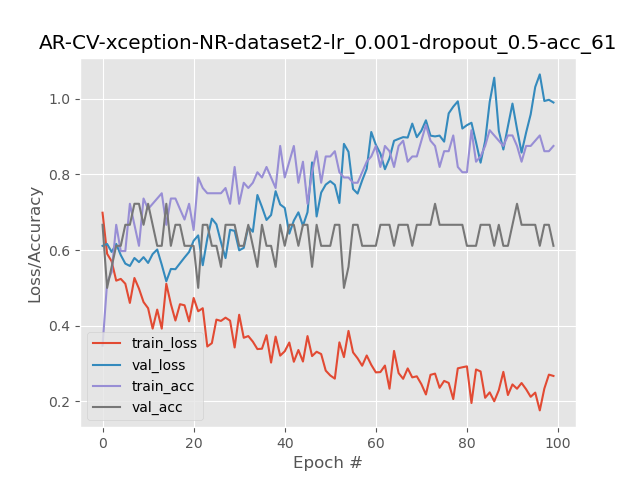 AR-CV-xception-NR-dataset2-lr_0.001-dropout_0.5-acc_61
Loss/Accuracy
1.0
0.8
0.6
0.4
0.2
train_loss
val_loss
train_acc
val_acc
0 20 40 60 80 100
Epoch #